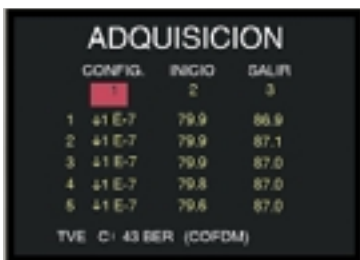 ADQUISICION
CONFIG. INICIO SALIR
1 2 3
1 <1 E-7 79.9 86.9
2 <1 E-7 79.9 87.1
3 <1 E-7 79.9 87.0
4 <1 E-7 79.8 87.0
5 <1 E-7 79.6 87.0
TVE C: 43 BER (COFDM)